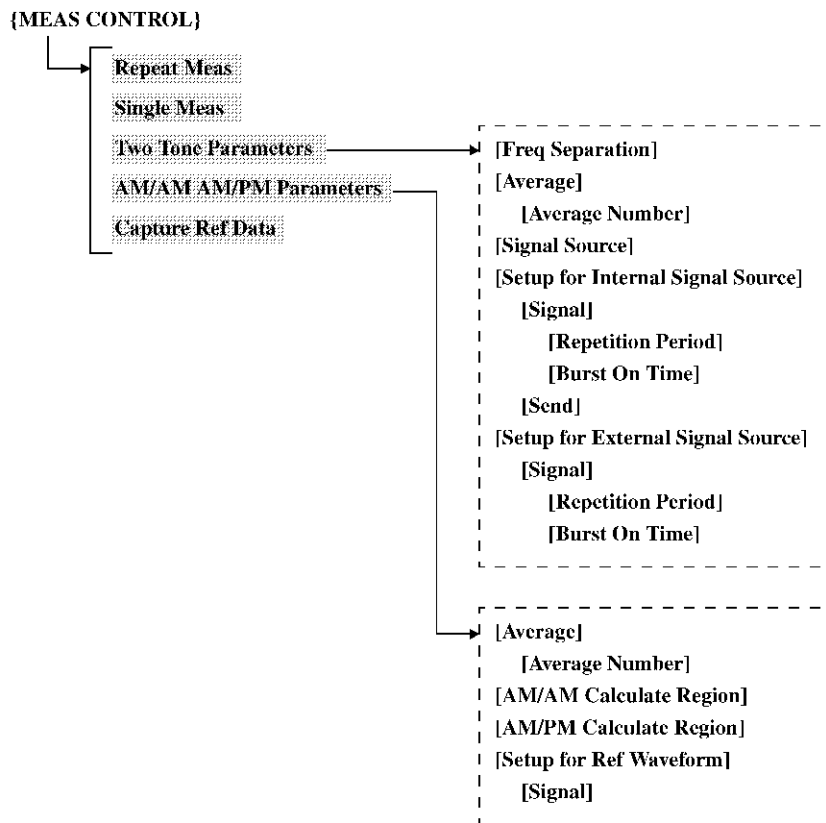 {MEAS CONTROL}
Repeat Meas
Single Meas
Two Tone Parameters
AM/AM AM/PM Parameters
Capture Ref Data
[Freq Separation]
[Average]
[Average Number]
[Signal Source]
[Setup for Internal Signal Source]
[Signal]
[Repetition Period]
[Burst On Time]
[Send]
[Setup for External Signal Source]
[Signal]
[Repetition Period]
[Burst On Time]
[Average]
[Average Number]
[AM/AM Calculate Region]
[AM/PM Calculate Region]
[Setup for Ref Waveform]
[Signal]